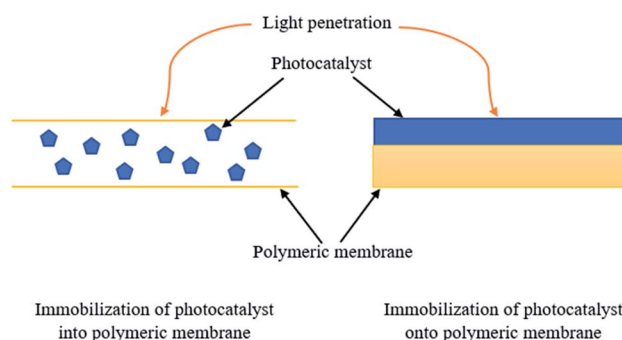 Light penetration
Photocatalyst
Polymeric membrane
Immobilization of photocatalyst
into polymeric membrane
Immobilization of photocatalyst
onto polymeric membrane